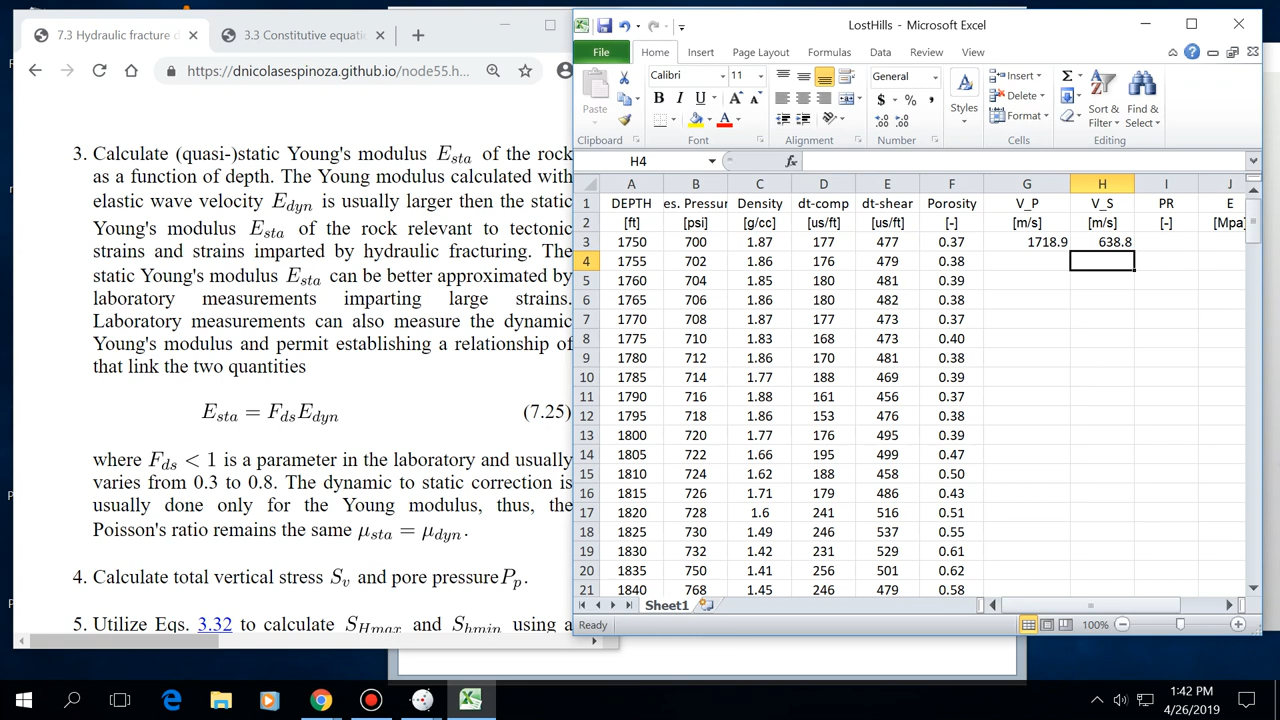 LostHills - Microsoft Excel
7.3 Hydraulic fracture d
3.3 Constitutive equati
https://dnicolasespinoza.github.io/node55.h...
File Home Insert Page Layout Formulas Data Review View
Paste
Calibri 11
General
Styles
Insert
Delete
Format
Sort & Filter
Find & Select
B I U A A
A
$ % ,
Clipboard Font Alignment Number Cells Editing
H4 fx
3. Calculate (quasi-)static Young's modulus Esta of the rock
as a function of depth. The Young modulus calculated with
elastic wave velocity Edyn is usually larger then the static
Young's modulus Esta of the rock relevant to tectonic
strains and strains imparted by hydraulic fracturing. The
static Young's modulus Esta can be better approximated by
laboratory measurements imparting large strains.
Laboratory measurements can also measure the dynamic
Young's modulus and permit establishing a relationship of
that link the two quantities
Esta = FdsEdyn (7.25)
where Fds < 1 is a parameter in the laboratory and usually
varies from 0.3 to 0.8. The dynamic to static correction is
usually done only for the Young modulus, thus, the
Poisson's ratio remains the same μsta = μdyn.
4. Calculate total vertical stress Sv and pore pressurePp.
5. Utilize Eqs. 3.32 to calculate SHmax and Shmin using a
A B C D E F G H I J
1 DEPTH es. Pressur Density dt-comp dt-shear Porosity V_P V_S PR E
2 [ft] [psi] [g/cc] [us/ft] [us/ft] [-] [m/s] [m/s] [-] [Mpa
3 1750 700 1.87 177 477 0.37 1718.9 638.8
4 1755 702 1.86 176 479 0.38
5 1760 704 1.85 180 481 0.39
6 1765 706 1.86 180 482 0.38
7 1770 708 1.87 177 473 0.37
8 1775 710 1.83 168 473 0.40
9 1780 712 1.86 170 481 0.38
10 1785 714 1.77 188 469 0.39
11 1790 716 1.88 161 456 0.37
12 1795 718 1.86 153 476 0.38
13 1800 720 1.77 176 495 0.39
14 1805 722 1.66 195 499 0.47
15 1810 724 1.62 188 458 0.50
16 1815 726 1.71 179 486 0.43
17 1820 728 1.6 241 516 0.51
18 1825 730 1.49 246 537 0.55
19 1830 732 1.42 231 529 0.61
20 1835 750 1.41 256 501 0.62
21 1840 768 1.45 246 479 0.58
Sheet1
Ready 100%
1:42 PM
4/26/2019